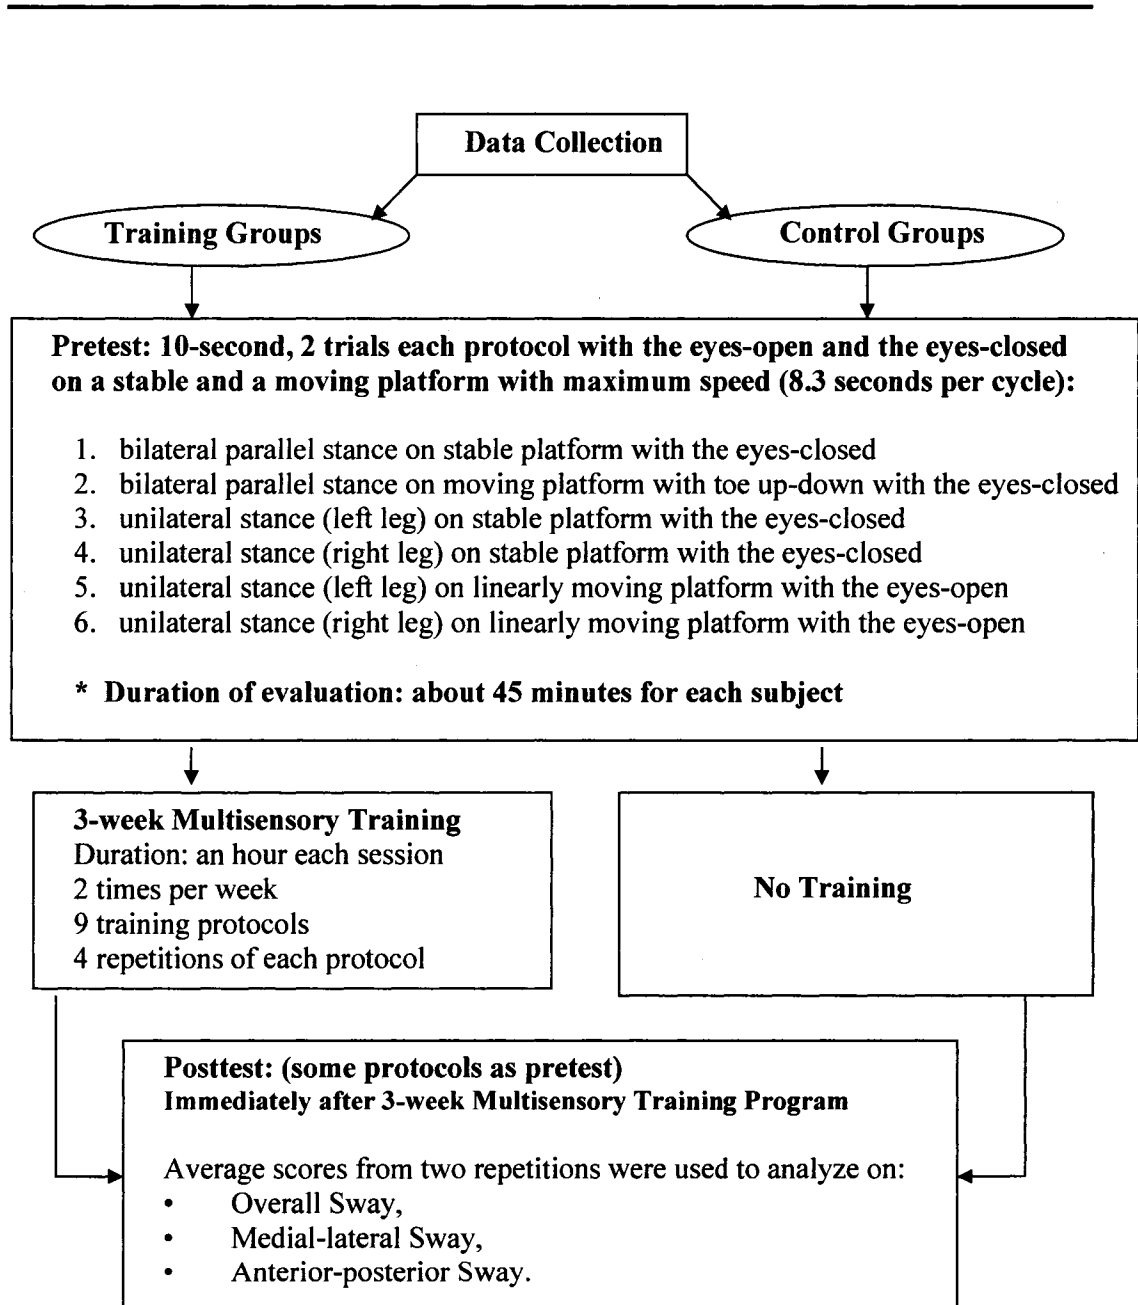 Data Collection
Training Groups
Control Groups
Pretest: 10-second, 2 trials each protocol with the eyes-open and the eyes-closed
on a stable and a moving platform with maximum speed (8.3 seconds per cycle):
1. bilateral parallel stance on stable platform with the eyes-closed
2. bilateral parallel stance on moving platform with toe up-down with the eyes-closed
3. unilateral stance (left leg) on stable platform with the eyes-closed
4. unilateral stance (right leg) on stable platform with the eyes-closed
5. unilateral stance (left leg) on linearly moving platform with the eyes-open
6. unilateral stance (right leg) on linearly moving platform with the eyes-open
* Duration of evaluation: about 45 minutes for each subject
3-week Multisensory Training
Duration: an hour each session
2 times per week
9 training protocols
4 repetitions of each protocol
No Training
Posttest: (some protocols as pretest)
Immediately after 3-week Multisensory Training Program
Average scores from two repetitions were used to analyze on:
• Overall Sway,
• Medial-lateral Sway,
• Anterior-posterior Sway.